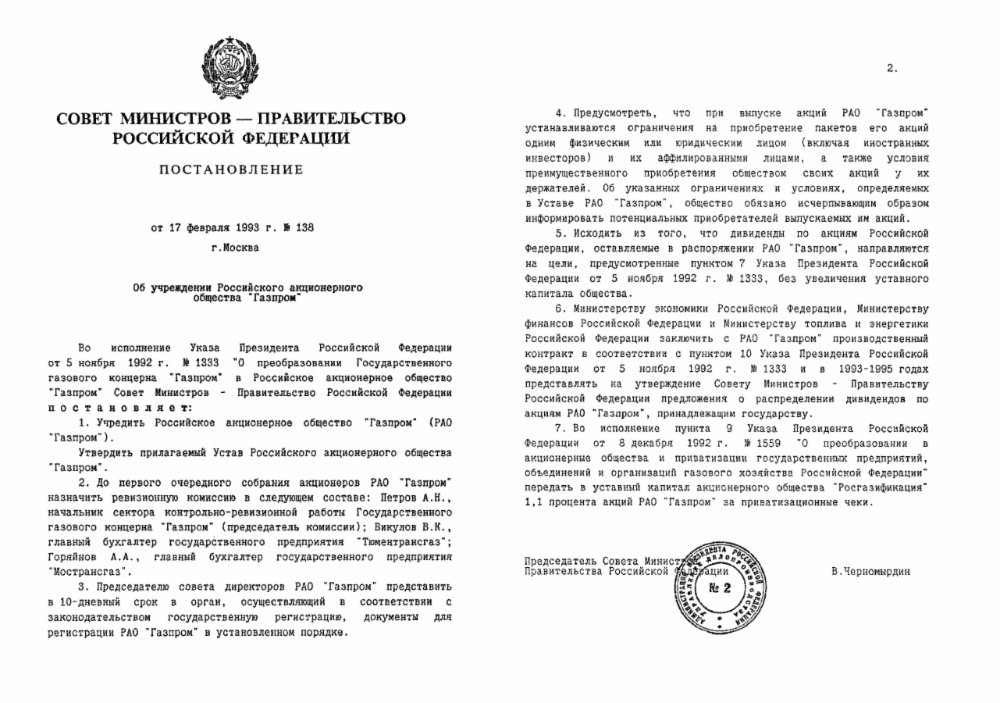 СОВЕТ МИНИСТРОВ — ПРАВИТЕЛЬСТВО
РОССИЙСКОЙ ФЕДЕРАЦИИ
ПОСТАНОВЛЕНИЕ
от 17 февраля 1993 г. № 138
г.Москва
Об учреждении Российского акционерного
общества "Газпром"
Во исполнение Указа Президента Российской Федерации
от 5 ноября 1992 г. № 1333 "О преобразовании Государственного
газового концерна "Газпром" в Российское акционерное общество
"Газпром" Совет Министров - Правительство Российской Федерации
п о с т а н о в л я е т:
1. Учредить Российское акционерное общество "Газпром" (РАО
"Газпром").
Утвердить прилагаемый Устав Российского акционерного общества
"Газпром".
2. До первого очередного собрания акционеров РАО "Газпром"
назначить ревизионную комиссию в следующем составе: Петров А.Н.,
начальник сектора контрольно-ревизионной работы Государственного
газового концерна "Газпром" (председатель комиссии); Викулов В.К.,
главный бухгалтер государственного предприятия "Тюментрансгаз";
Горяйнов А.А., главный бухгалтер государственного предприятия
"Мострансгаз".
3. Председателю совета директоров РАО "Газпром" представить
в 10-дневный срок в орган, осуществляющий в соответствии с
законодательством государственную регистрацию, документы для
регистрации РАО "Газпром" в установленном порядке.
2.
4. Предусмотреть, что при выпуске акций РАО "Газпром"
устанавливаются ограничения на приобретение пакетов его акций
одним физическим или юридическим лицом (включая иностранных
инвесторов) и их аффилированными лицами, а также условия
преимущественного приобретения обществом своих акций у их
держателей. Об указанных ограничениях и условиях, определяемых
в Уставе РАО "Газпром", общество обязано исчерпывающим образом
информировать потенциальных приобретателей выпускаемых им акций.
5. Исходить из того, что дивиденды по акциям Российской
Федерации, оставляемые в распоряжении РАО "Газпром", направляются
на цели, предусмотренные пунктом 7 Указа Президента Российской
Федерации от 5 ноября 1992 г. № 1333, без увеличения уставного
капитала общества.
6. Министерству экономики Российской Федерации, Министерству
финансов Российской Федерации и Министерству топлива и энергетики
Российской Федерации заключить с РАО "Газпром" производственный
контракт в соответствии с пунктом 10 Указа Президента Российской
Федерации от 5 ноября 1992 г. № 1333 и в 1993-1995 годах
представлять на утверждение Совету Министров - Правительству
Российской Федерации предложения о распределении дивидендов по
акциям РАО "Газпром", принадлежащим государству.
7. Во исполнение пункта 9 Указа Президента Российской
Федерации от 8 декабря 1992 г. № 1559 "О преобразовании в
акционерные общества и приватизации государственных предприятий,
объединений и организаций газового хозяйства Российской Федерации"
передать в уставный капитал акционерного общества "Росгазификация"
1,1 процента акций РАО "Газпром" за приватизационные чеки.
Председатель Совета Минист
Правительства Российской Федерации
В.Черномырдин
АДМИНИСТРАЦИЯ ПРЕЗИДЕНТА РОССИЙСКОЙ ФЕДЕРАЦИИ
УПРАВЛЕНИЕ ДЕЛОПРОИЗВОДСТВА
№ 2